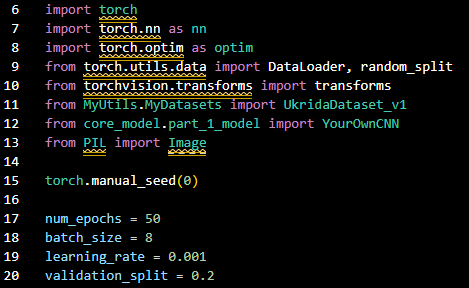 6 import torch
7 import torch.nn as nn
8 import torch.optim as optim
9 from torch.utils.data import DataLoader, random_split
10 from torchvision.transforms import transforms
11 from MyUtils.MyDatasets import UkridaDataset_v1
12 from core_model.part_1_model import YourOwnCNN
13 from PIL import Image
14
15 torch.manual_seed(0)
16
17 num_epochs = 50
18 batch_size = 8
19 learning_rate = 0.001
20 validation_split = 0.2